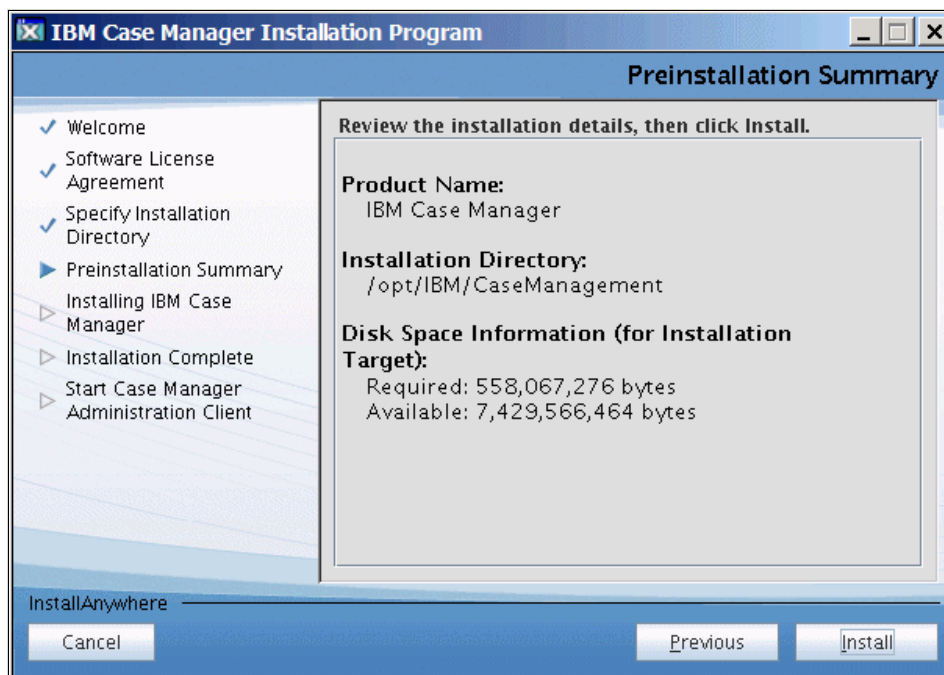 IBM Case Manager Installation Program
Preinstallation Summary
Welcome
Software License
Agreement
Specify Installation
Directory
Preinstallation Summary
Installing IBM Case
Manager
Installation Complete
Start Case Manager
Administration Client
Review the installation details, then click Install.
Product Name:
IBM Case Manager
Installation Directory:
/opt/IBM/CaseManagement
Disk Space Information (for Installation
Target):
Required: 558,067,276 bytes
Available: 7,429,566,464 bytes
InstallAnywhere
Cancel
Previous
Install